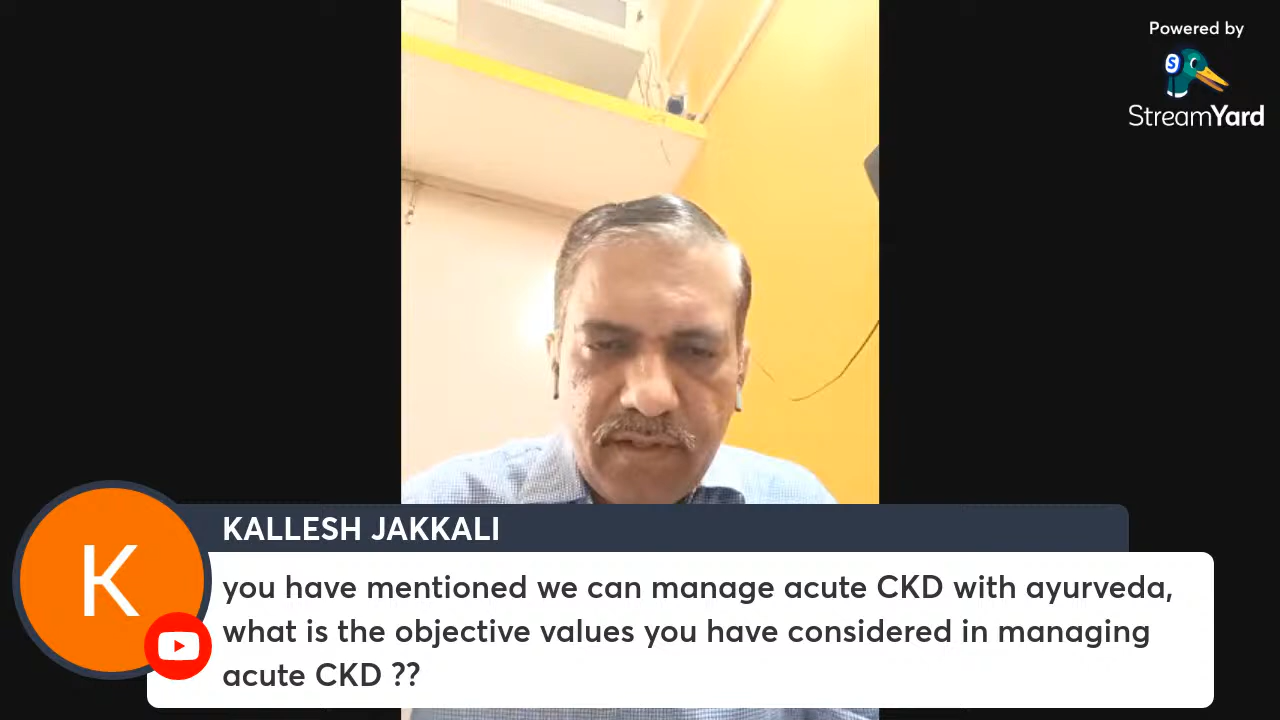 Powered by
S
StreamYard
KALLESH JAKKALI
K
you have mentioned we can manage acute CKD with ayurveda,
what is the objective values you have considered in managing
acute CKD ??